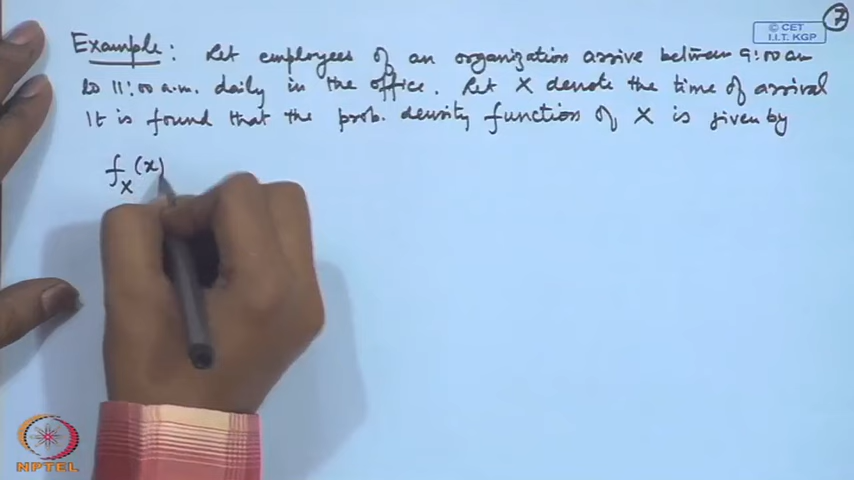 7
© CET
I.I.T. KGP
Example: Let employees of an organization arrive between 9:00 am
to 11:00 a.m. daily in the office. Let X denote the time of arrival
It is found that the prob. density function of X is given by
f_X(x)
NPTEL